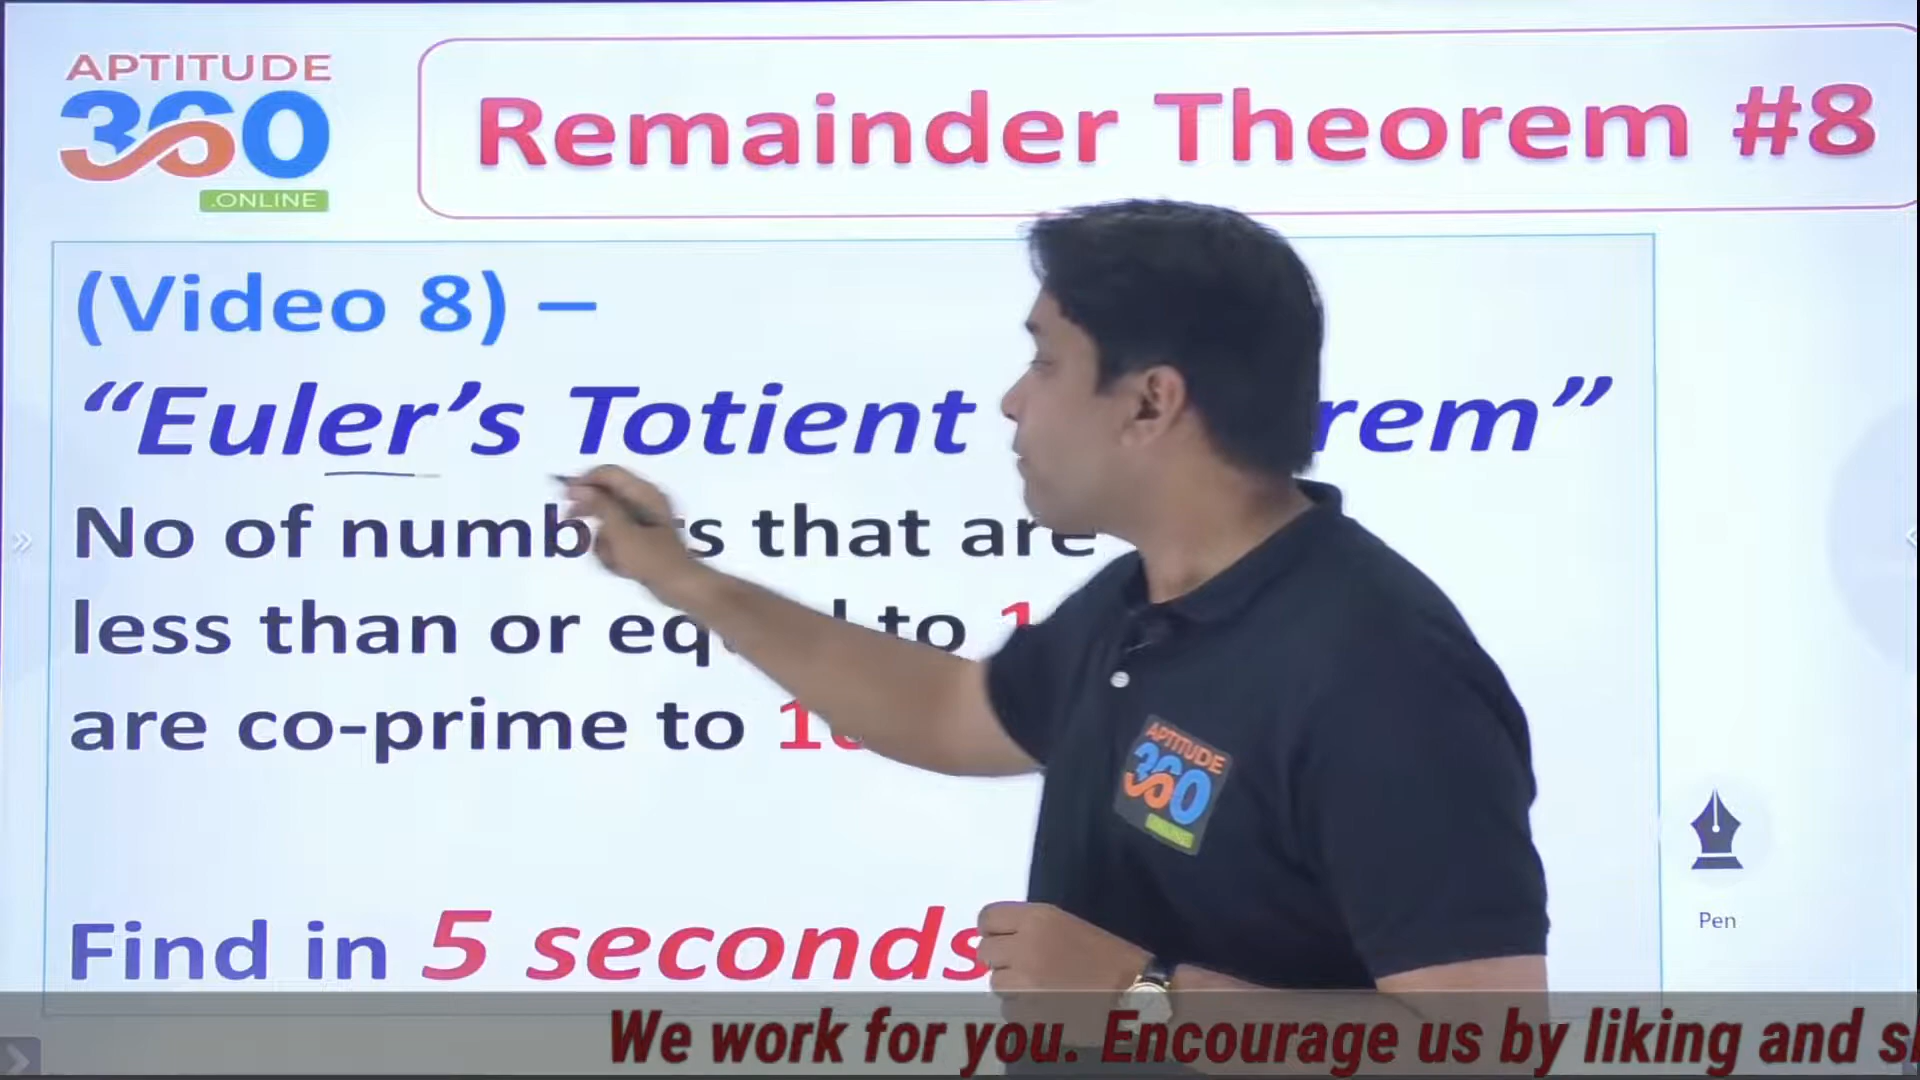 APTITUDE
360
.ONLINE
Remainder Theorem #8
(Video 8) –
“Euler’s Totient rem”
No of numb s that are
less than or eq to
are co-prime to
Find in 5 seconds
APTITUDE
360
Pen
We work for you. Encourage us by liking and